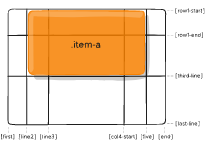 [row1-start]
.item-a
[row1-end]
[third-line]
[last-line]
[first] [line2] [line3] [col4-start] [five] [end]